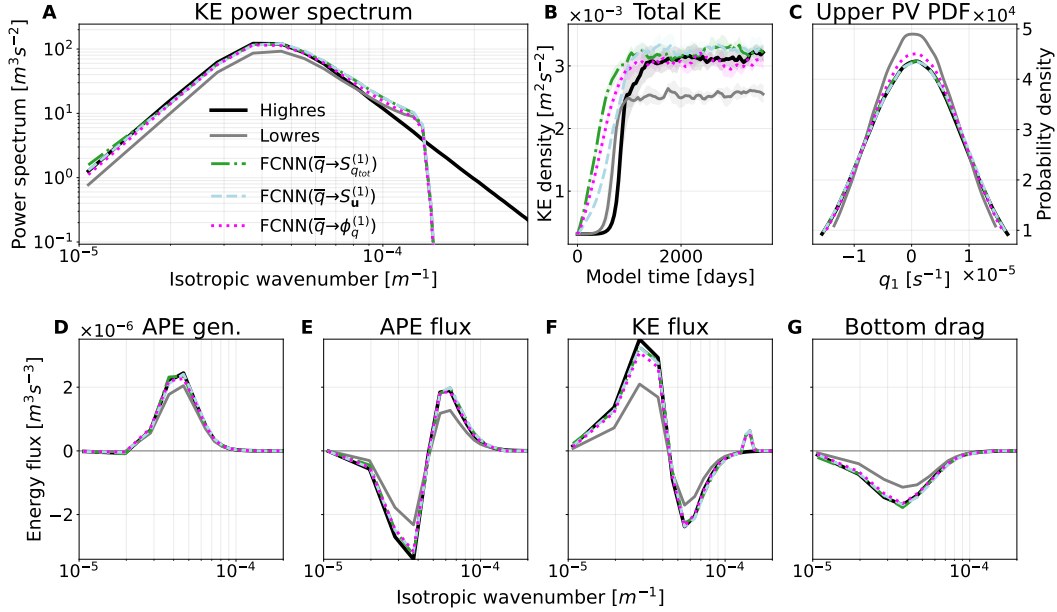 A KE power spectrum
Power spectrum [m³s⁻²]
10² 10¹ 10⁰ 10⁻¹
Highres
Lowres
FCNN(q̅→S_{q_{tot}}^{(1)})
FCNN(q̅→S_{𝐮}^{(1)})
FCNN(q̅→ϕ_q^{(1)})
10⁻⁵ 10⁻⁴
Isotropic wavenumber [m⁻¹]
B ×10⁻³ Total KE
KE density [m²s⁻²]
3 2 1
0 2000
Model time [days]
C Upper PV PDF ×10⁴
5 4 3 2 1
Probability density
−1 0 1
×10⁻⁵
q₁ [s⁻¹]
D ×10⁻⁶ APE gen.
Energy flux [m³s⁻³]
2 0 −2
10⁻⁵ 10⁻⁴
E APE flux
10⁻⁵ 10⁻⁴
F KE flux
10⁻⁵ 10⁻⁴
G Bottom drag
10⁻⁵ 10⁻⁴
Isotropic wavenumber [m⁻¹]